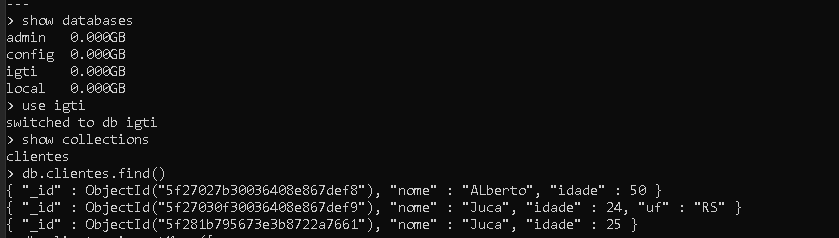 ---
> show databases
admin   0.000GB
config  0.000GB
igti    0.000GB
local   0.000GB
> use igti
switched to db igti
> show collections
clientes
> db.clientes.find()
{ "_id" : ObjectId("5f27027b30036408e867def8"), "nome" : "ALberto", "idade" : 50 }
{ "_id" : ObjectId("5f27030f30036408e867def9"), "nome" : "Juca", "idade" : 24, "uf" : "RS" }
{ "_id" : ObjectId("5f281b795673e3b8722a7661"), "nome" : "Juca", "idade" : 25 }